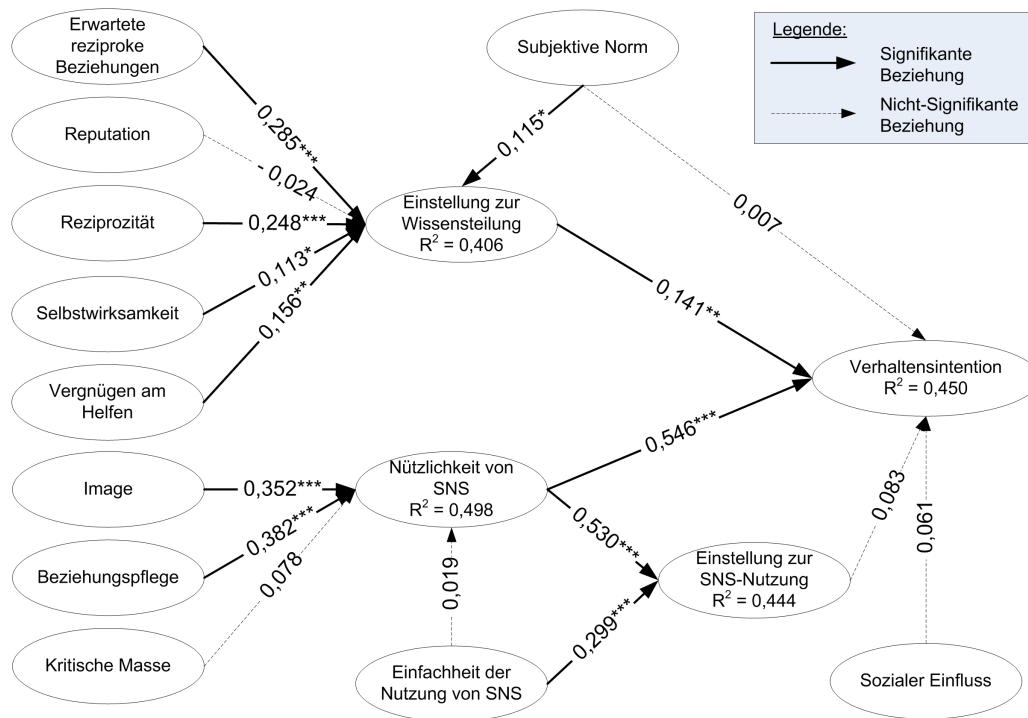 Erwartete
reziproke
Beziehungen
Reputation
Reziprozität
Selbstwirksamkeit
Vergnügen am
Helfen
Image
Beziehungspflege
Kritische Masse
0,285***
- 0,024
0,248***
0,113*
0,156**
0,352***
0,382***
0,078
Subjektive Norm
0,115*
0,007
Einstellung zur
Wissensteilung
R² = 0,406
0,141**
Nützlichkeit von
SNS
R² = 0,498
0,546***
0,530***
0,019
0,299***
Einfachheit der
Nutzung von SNS
Einstellung zur
SNS-Nutzung
R² = 0,444
0,083
0,061
Verhaltensintention
R² = 0,450
Sozialer Einfluss
Legende:
Signifikante
Beziehung
Nicht-Signifikante
Beziehung